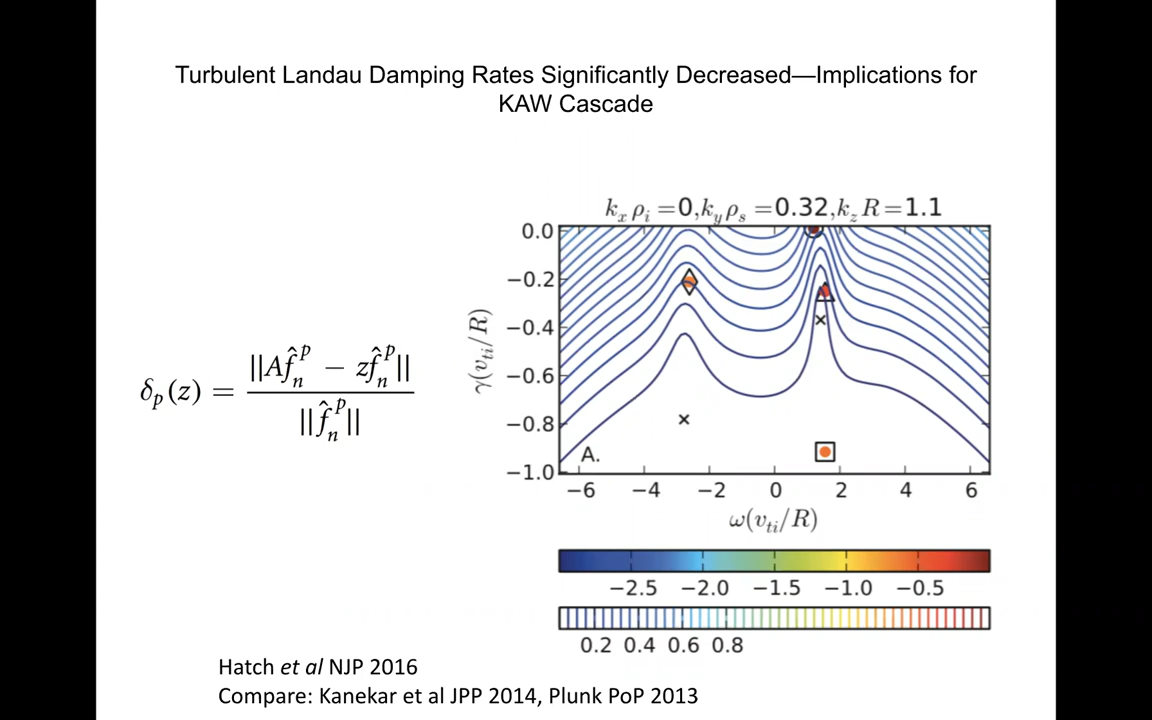 Turbulent Landau Damping Rates Significantly Decreased—Implications for
KAW Cascade
k_x ρ_i =0,k_y ρ_s =0.32,k_z R=1.1
0.0
−0.2
−0.4
−0.6
−0.8
−1.0
γ(v_ti/R)
A.
−6 −4 −2 0 2 4 6
ω(v_ti/R)
δ_p(z) = ||A f̂_n^p − z f̂_n^p|| / ||f̂_n^p||
−2.5 −2.0 −1.5 −1.0 −0.5
0.2 0.4 0.6 0.8
Hatch et al NJP 2016
Compare: Kanekar et al JPP 2014, Plunk PoP 2013